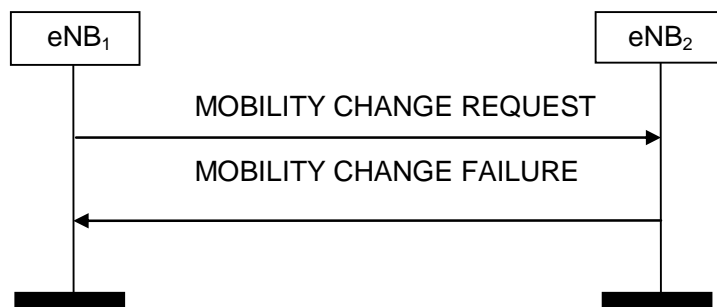 eNB₁
eNB₂
MOBILITY CHANGE REQUEST
MOBILITY CHANGE FAILURE